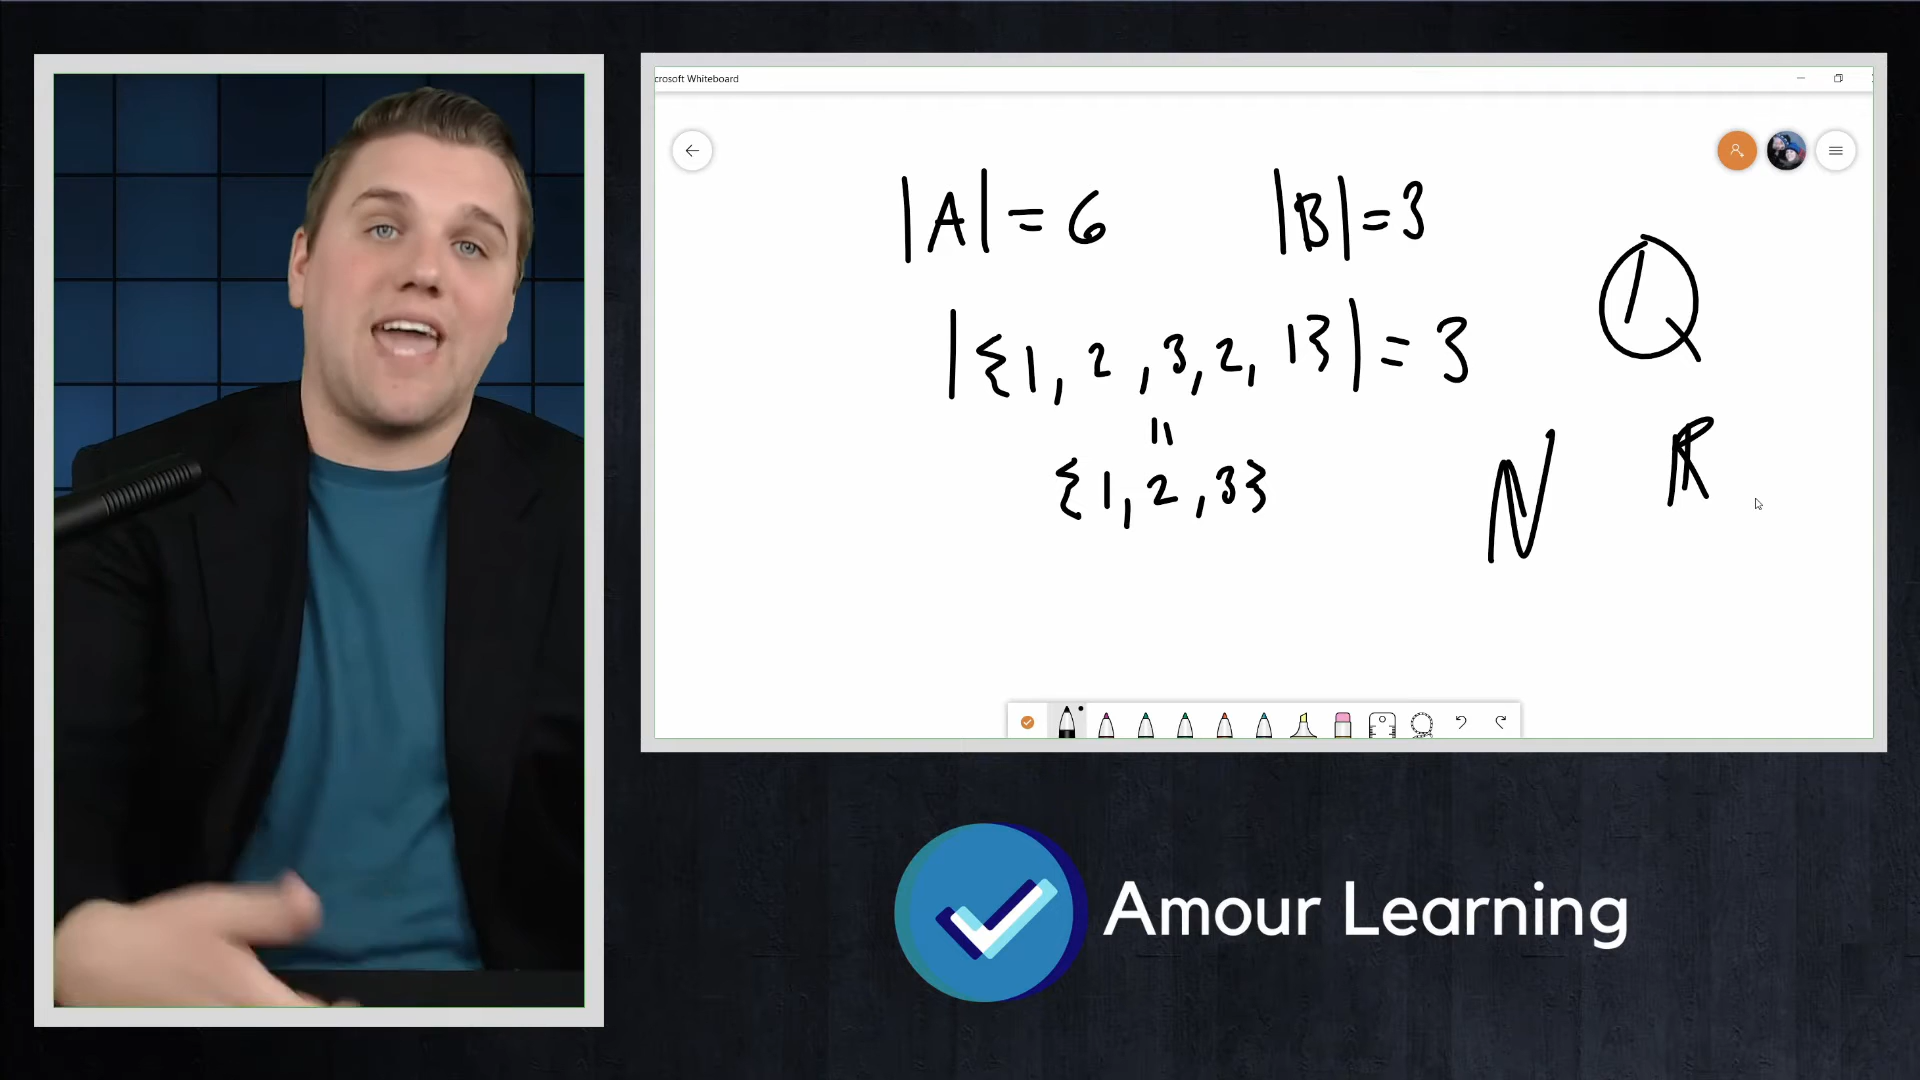 crosoft Whiteboard
|A| = 6
|B| = 3
|{1, 2, 3, 2, 1}| = 3
ℚ
=
{1, 2, 3}
ℕ
ℝ
Amour Learning